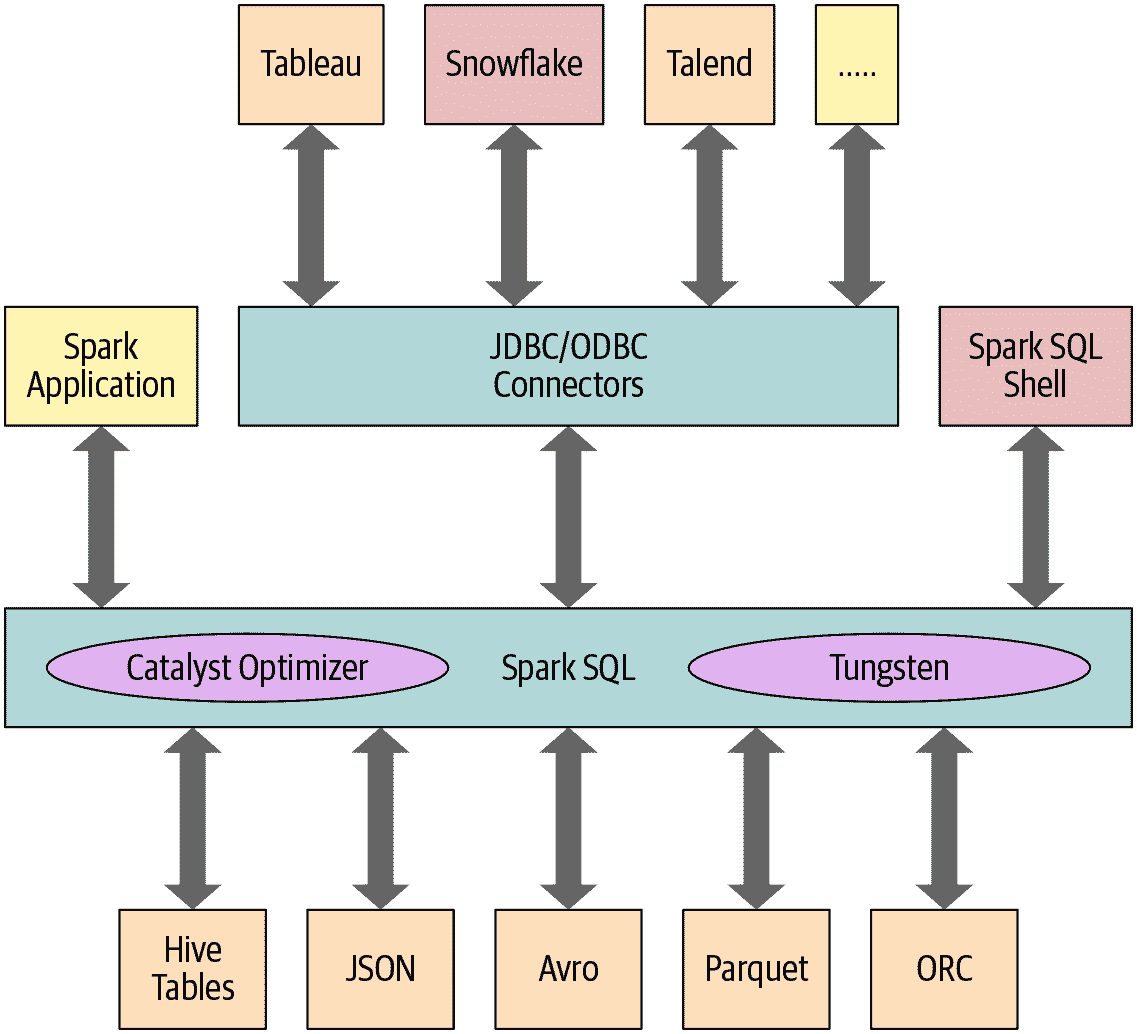 Tableau
Snowflake
Talend
.....
Spark
Application
JDBC/ODBC
Connectors
Spark SQL
Shell
Catalyst Optimizer
Spark SQL
Tungsten
Hive
Tables
JSON
Avro
Parquet
ORC